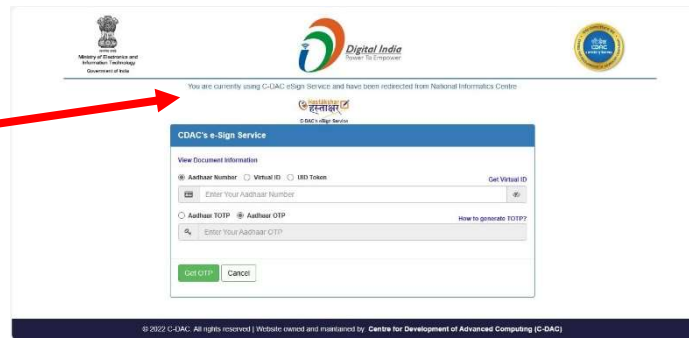 Ministry of Electronics and
Information Technology
Government of India
Digital India
Power To Empower
CDAC
You are currently using C-DAC eSign Service and have been redirected from National Informatics Centre
हस्ताक्षर
C-DAC's eSign Service
CDAC's e-Sign Service
View Document Information
Aadhaar Number Virtual ID UID Token Get Virtual ID
Enter Your Aadhaar Number
Aadhaar TOTP Aadhaar OTP How to generate TOTP?
Enter Your Aadhaar OTP
Get OTP Cancel
© 2022 C-DAC. All rights reserved | Website owned and maintained by: Centre for Development of Advanced Computing (C-DAC)